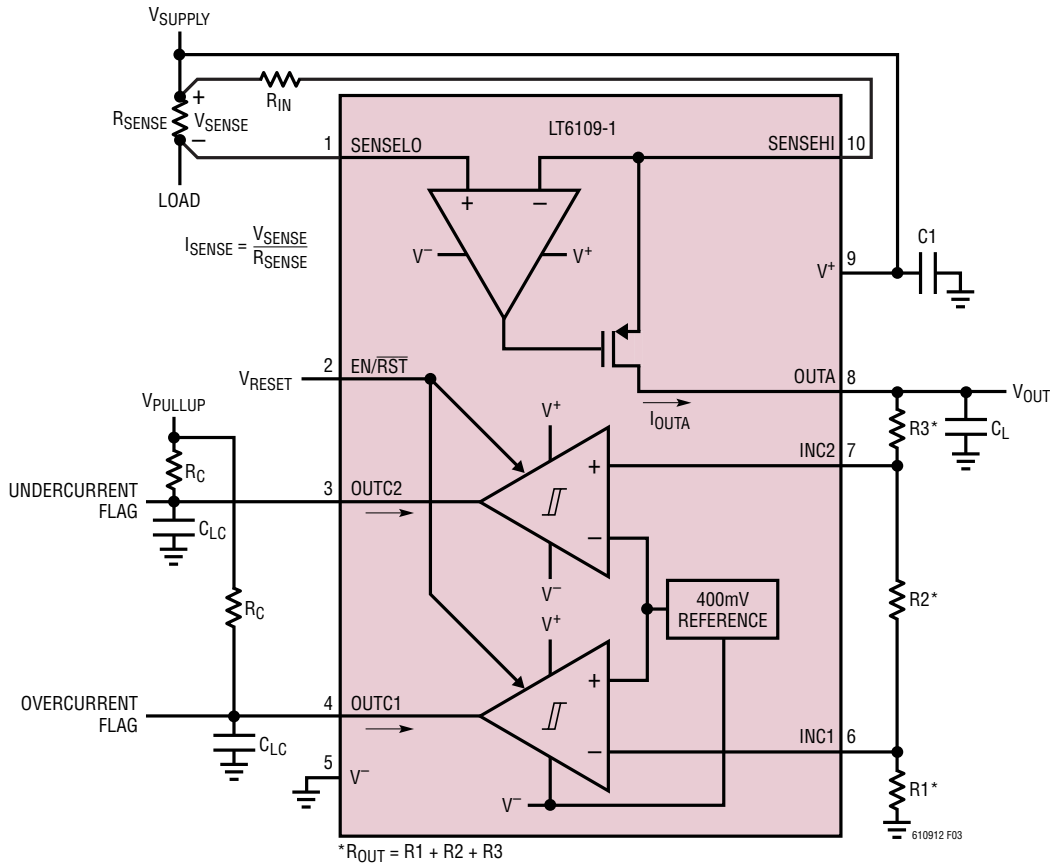 VSUPPLY
RIN
+
RSENSE
VSENSE
−
LT6109-1
1
SENSELO
SENSEHI
10
LOAD
+
−
ISENSE = VSENSE
RSENSE
V−
V+
C1
V+
9
2
EN/RST
VRESET
OUTA
8
VOUT
VPULLUP
V+
IOUTA
R3*
CL
RC
INC2
7
+
UNDERCURRENT
FLAG
3
OUTC2
CLC
−
V−
400mV
REFERENCE
R2*
RC
V+
+
OVERCURRENT
FLAG
4
OUTC1
CLC
−
INC1
6
5
V−
V−
R1*
610912 F03
*ROUT = R1 + R2 + R3